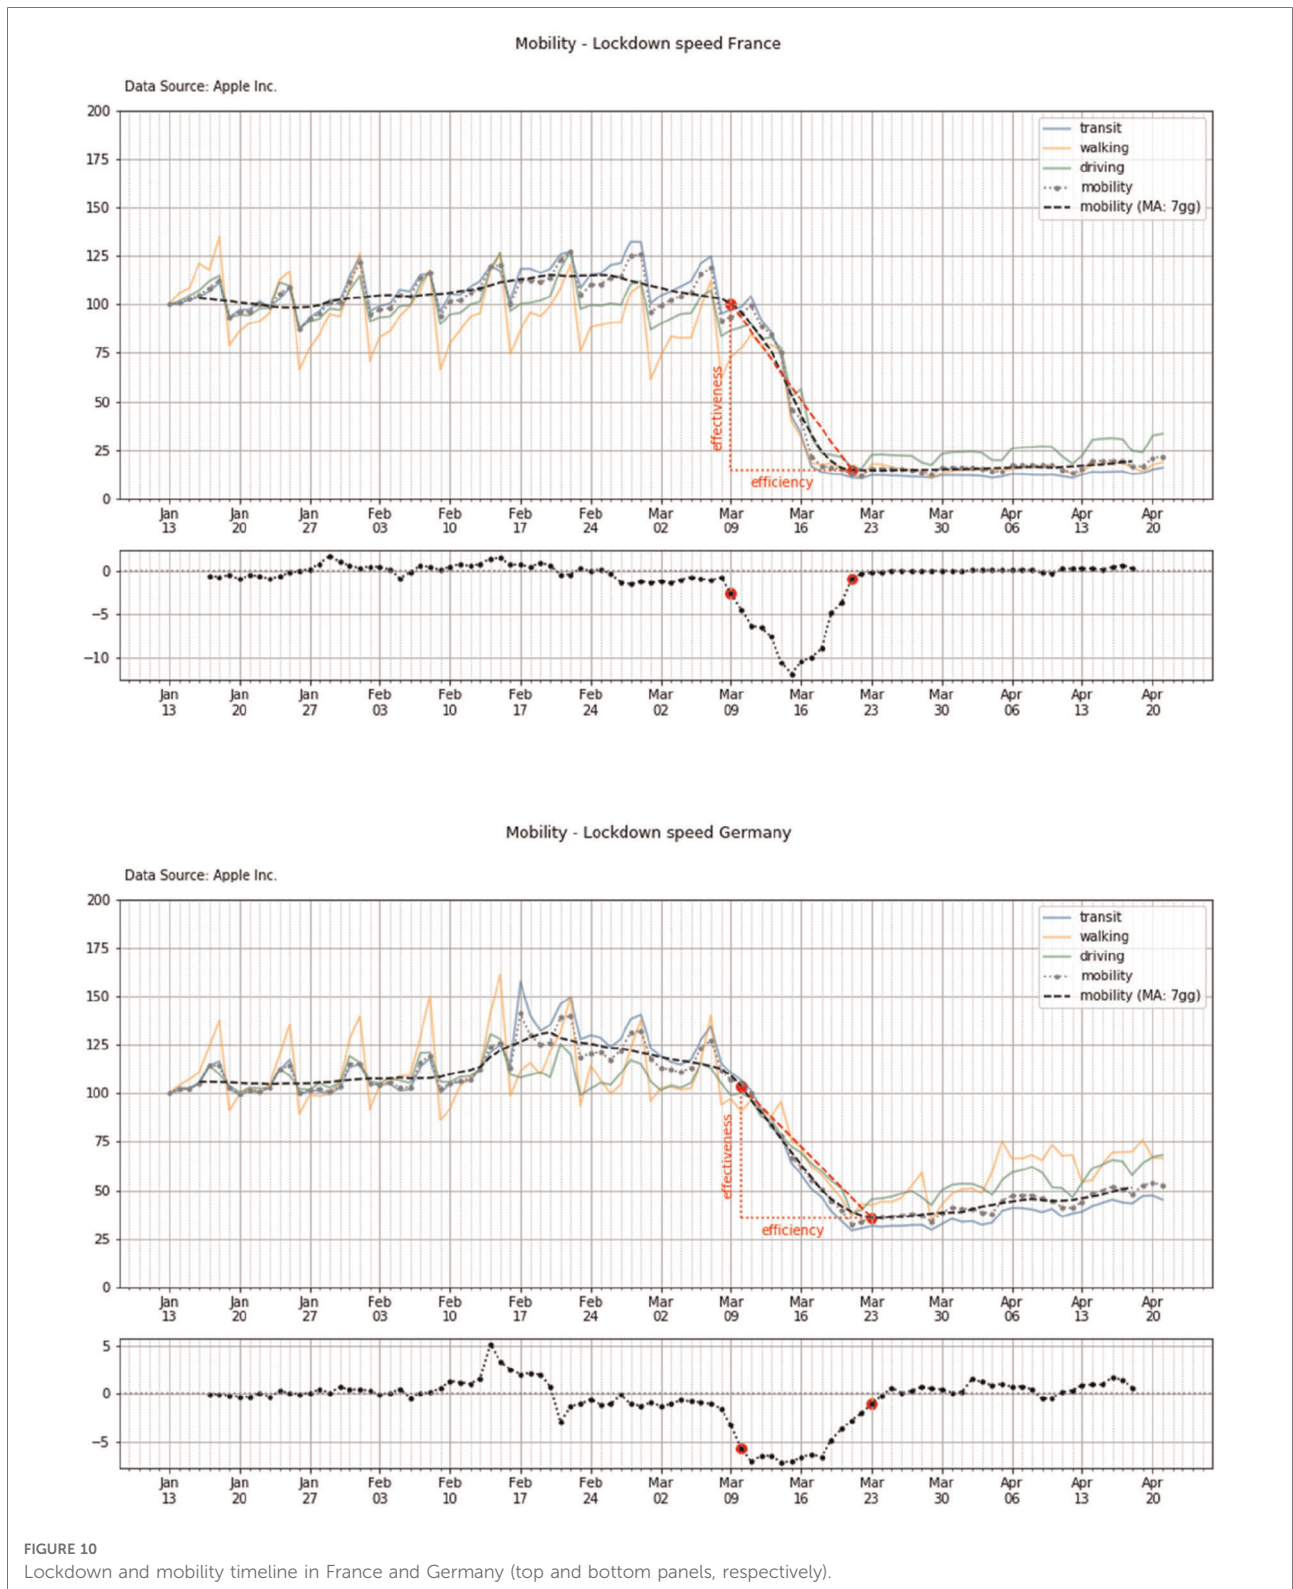 Mobility - Lockdown speed France
Data Source: Apple Inc.
200
175
150
125
100
75
50
25
0
transit
walking
driving
mobility
mobility (MA: 7gg)
effectiveness
efficiency
Jan 13
Jan 20
Jan 27
Feb 03
Feb 10
Feb 17
Feb 24
Mar 02
Mar 09
Mar 16
Mar 23
Mar 30
Apr 06
Apr 13
Apr 20
0
−5
−10
Jan 13
Jan 20
Jan 27
Feb 03
Feb 10
Feb 17
Feb 24
Mar 02
Mar 09
Mar 16
Mar 23
Mar 30
Apr 06
Apr 13
Apr 20
Mobility - Lockdown speed Germany
Data Source: Apple Inc.
200
175
150
125
100
75
50
25
0
transit
walking
driving
mobility
mobility (MA: 7gg)
effectiveness
efficiency
Jan 13
Jan 20
Jan 27
Feb 03
Feb 10
Feb 17
Feb 24
Mar 02
Mar 09
Mar 16
Mar 23
Mar 30
Apr 06
Apr 13
Apr 20
5
0
−5
Jan 13
Jan 20
Jan 27
Feb 03
Feb 10
Feb 17
Feb 24
Mar 02
Mar 09
Mar 16
Mar 23
Mar 30
Apr 06
Apr 13
Apr 20
FIGURE 10
Lockdown and mobility timeline in France and Germany (top and bottom panels, respectively).